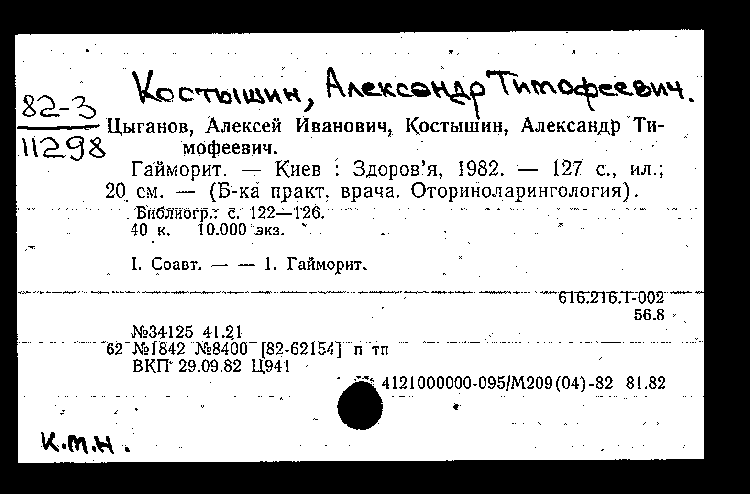 Костышин, Александр Тимофеевич.
82-3
11298
Цыганов, Алексей Иванович, Костышин, Александр Ти-
мофеевич.
Гайморит. — Киев : Здоров’я, 1982. — 127 с., ил.;
20 см. — (Б-ка практ. врача. Оториноларингология).
Библиогр.: с. 122—126.
40 к. 10.000 экз.
I. Соавт. — — 1. Гайморит.
616.216.1-002
56.8
№34125 41.21
62 №1842 №8400 [82-62154] п тп
ВКП 29.09.82 Ц941
4121000000-095/М209(04)-82 81.82
К.М.Н.